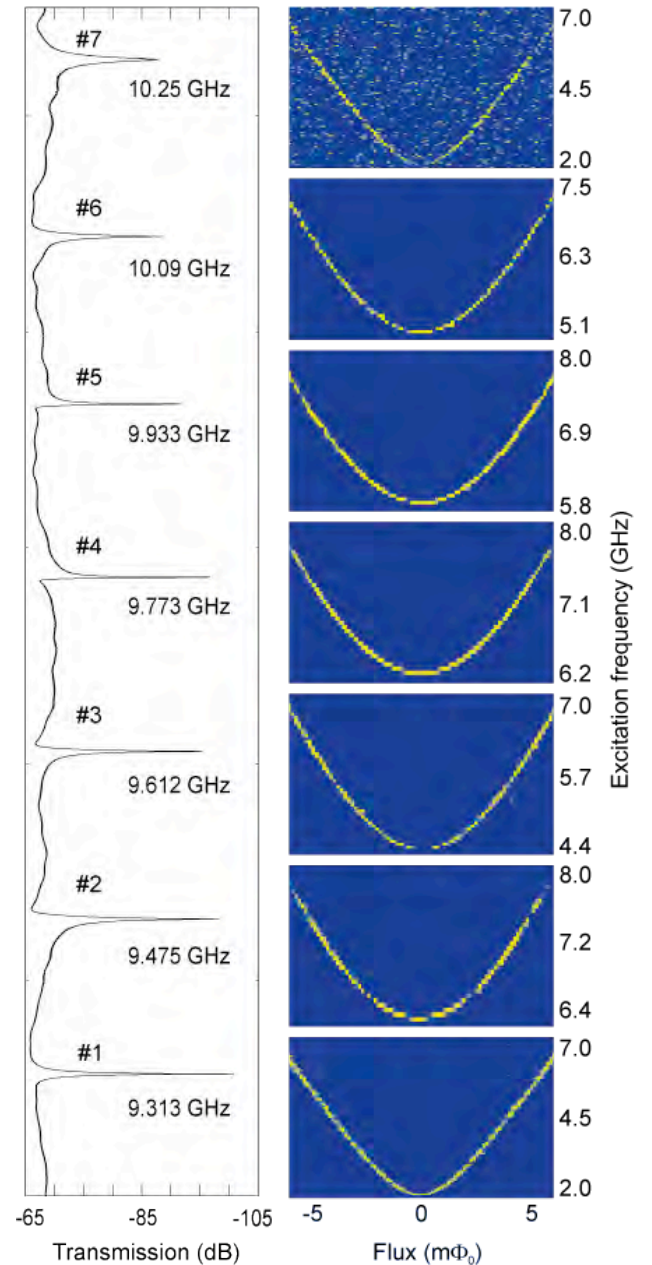 #7
10.25 GHz
7.0
4.5
2.0
#6
10.09 GHz
7.5
6.3
5.1
#5
9.933 GHz
8.0
6.9
5.8
#4
9.773 GHz
8.0
7.1
6.2
Excitation frequency (GHz)
#3
9.612 GHz
7.0
5.7
4.4
#2
9.475 GHz
8.0
7.2
6.4
#1
9.313 GHz
7.0
4.5
2.0
-65 -85 -105
Transmission (dB)
-5 0 5
Flux (mΦ₀)